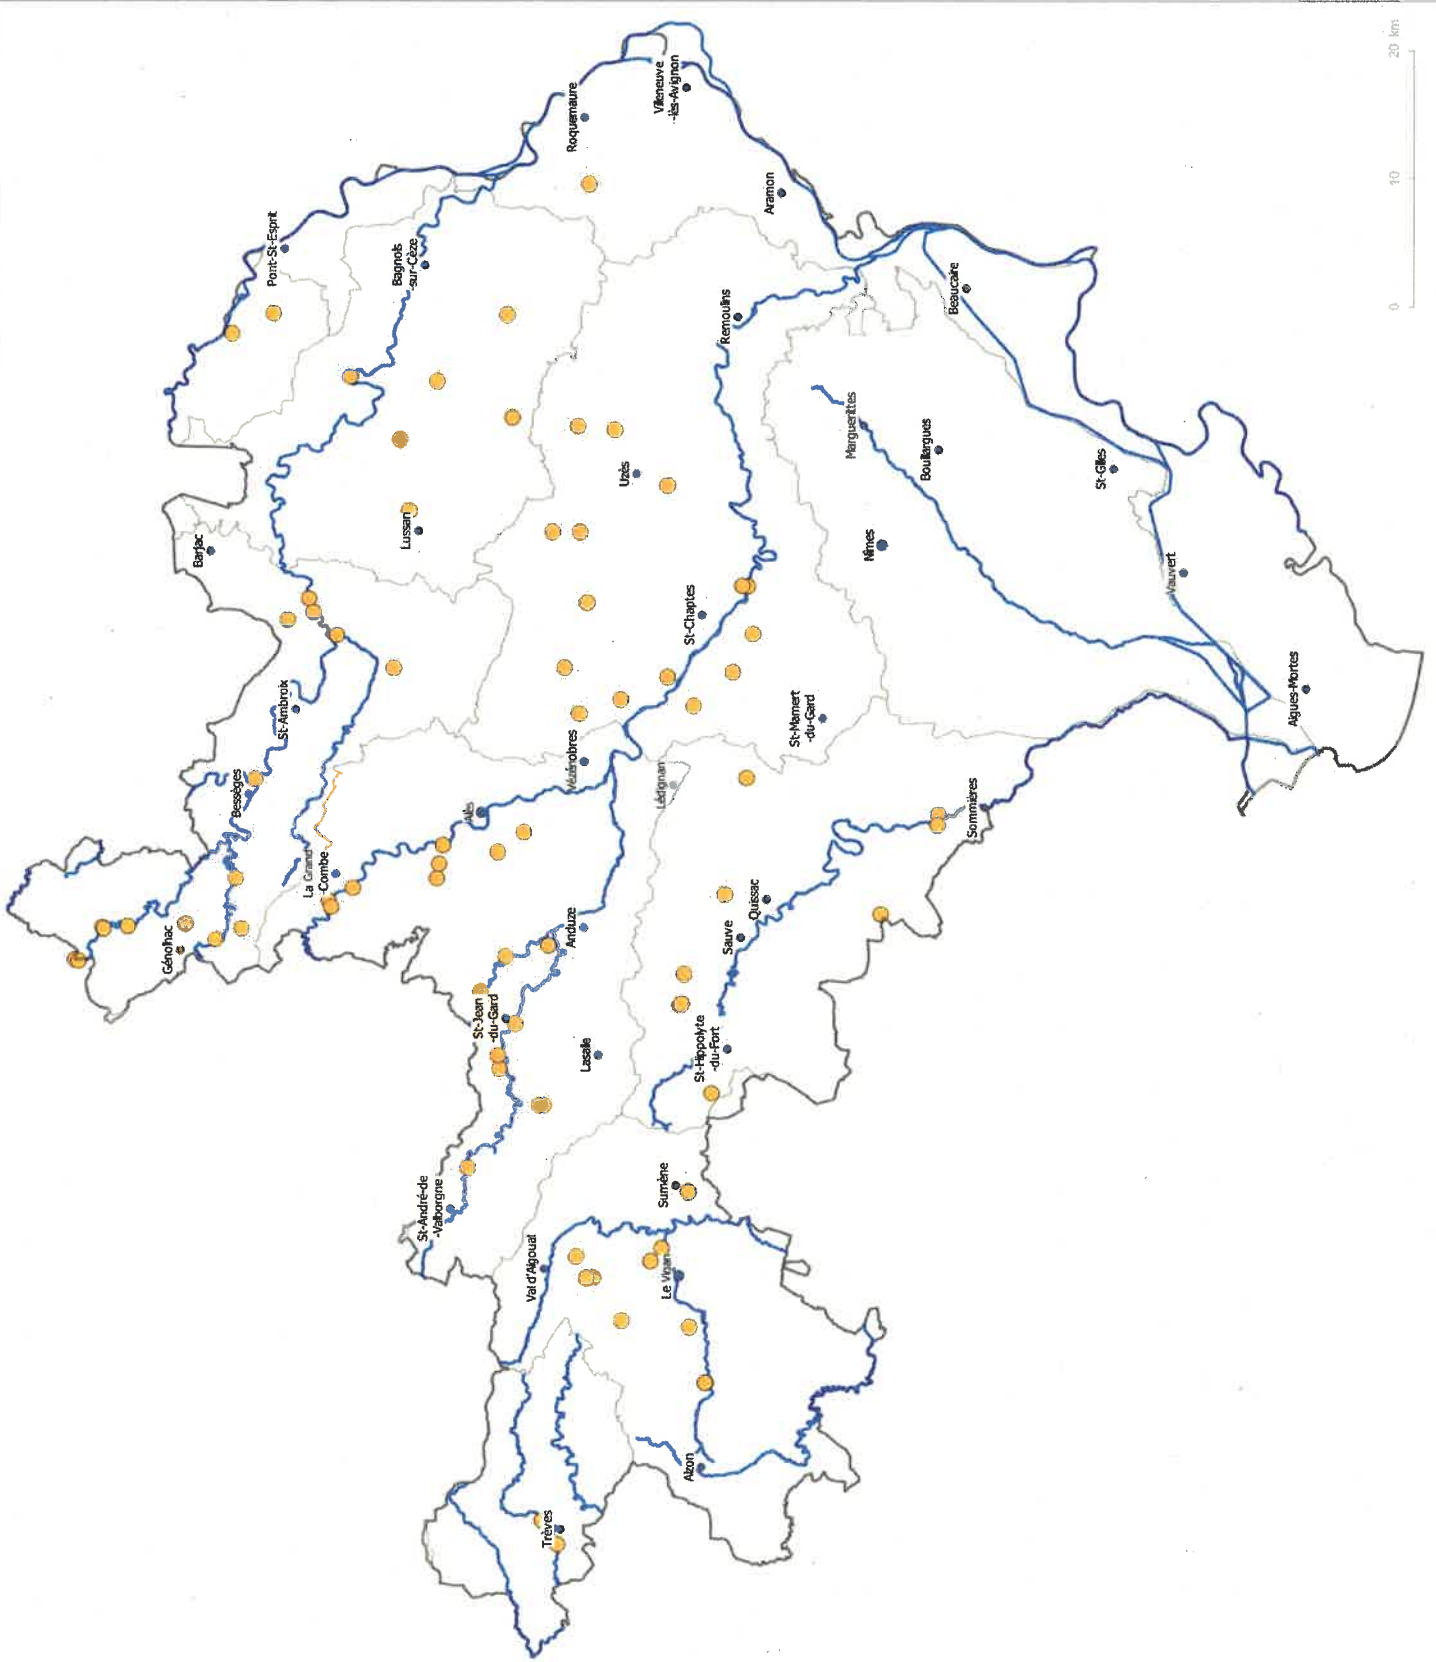 Génolhac
Bessèges
St-Ambroix
Barjac
Pont-St-Esprit
La Grand
-Combe
Lussan
Bagnols
-sur-Cèze
St-André-de
-Valborgne
St-Jean
-du-Gard
Alès
Roquemaure
Trèves
Val d'Aigoual
Lasalle
Anduze
Vézénobres
Uzès
Villeneuve
-lès-Avignon
Alzon
Le Vigan
Sumène
St-Hippolyte
-du-Fort
Sauve
Quissac
Lédignan
St-Chaptes
Remoulins
Aramon
St-Mamert
-du-Gard
Nîmes
Marguerittes
Bouillargues
Beaucaire
Sommières
St-Gilles
Vauvert
Aigues-Mortes
0 10 20 km